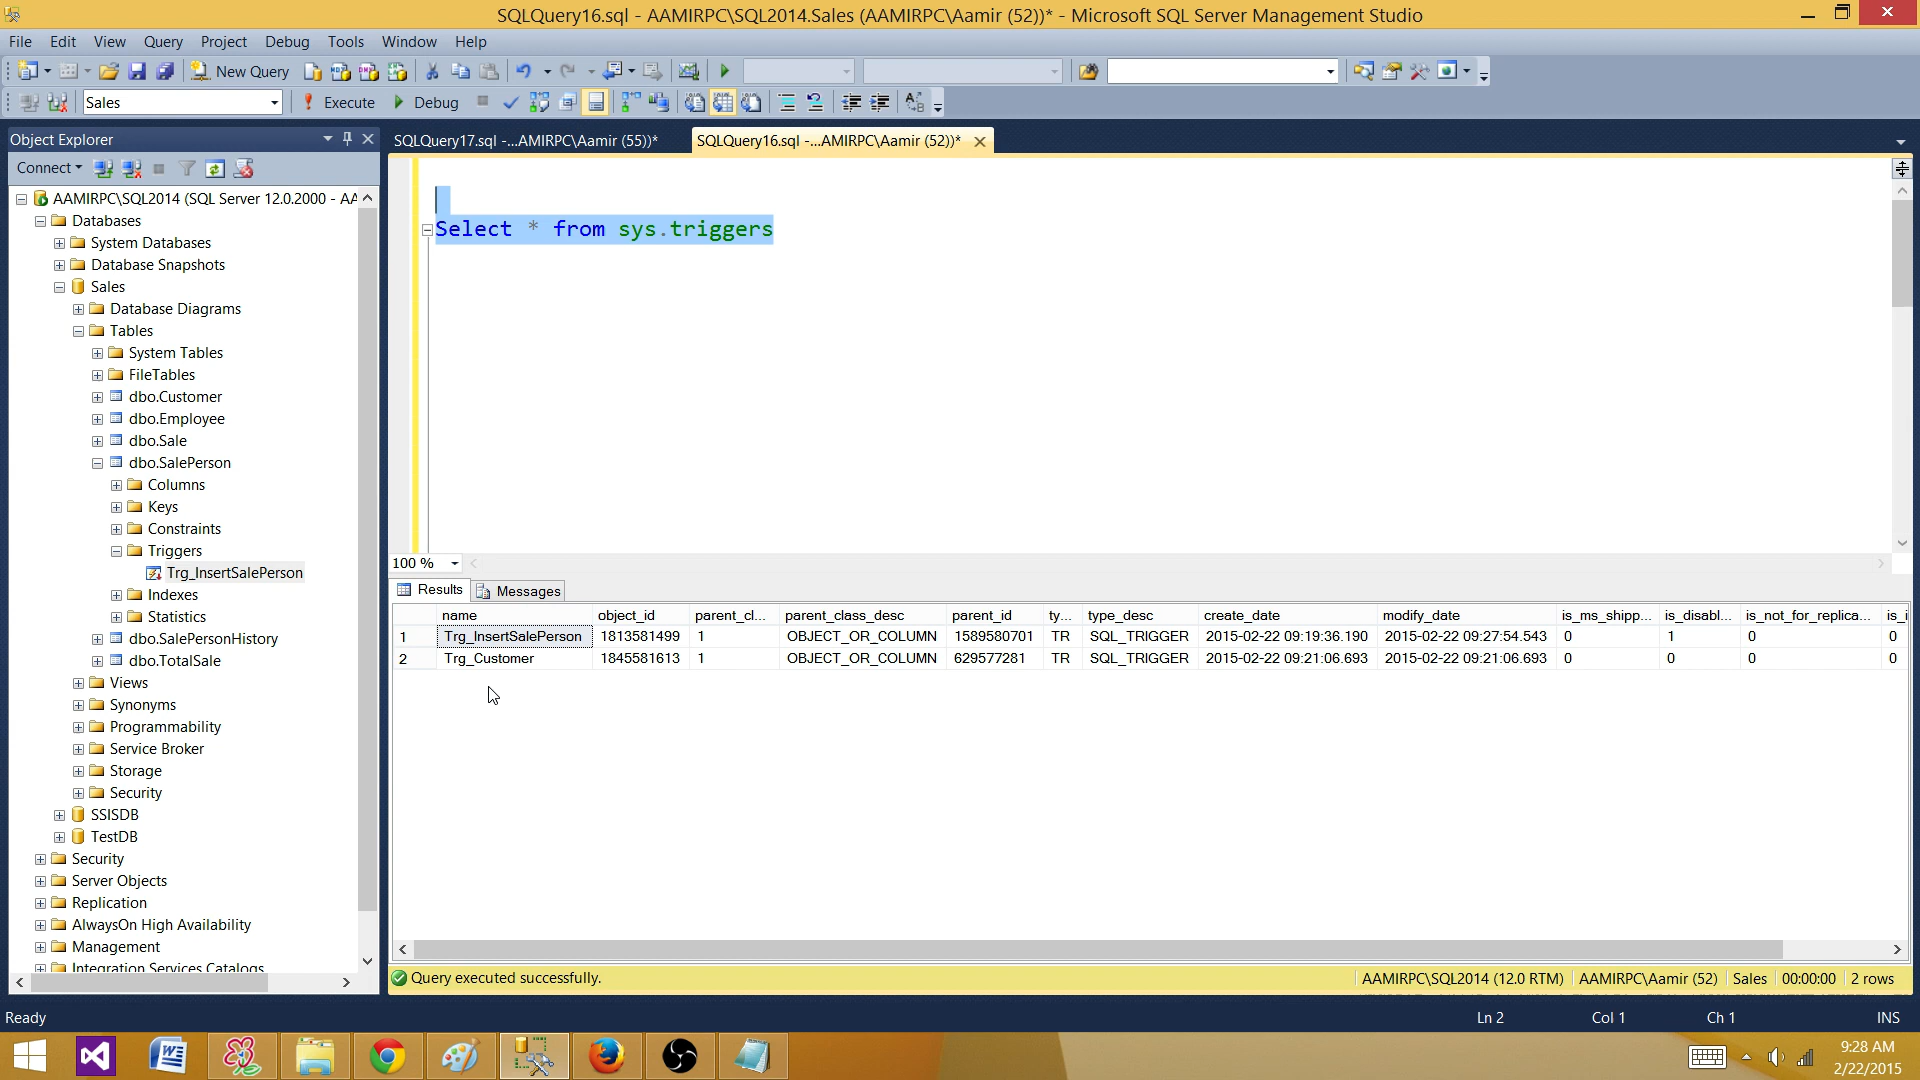 SQLQuery16.sql - AAMIRPC\SQL2014.Sales (AAMIRPC\Aamir (52))* - Microsoft SQL Server Management Studio
File Edit View Query Project Debug Tools Window Help
New Query
Sales Execute Debug
Object Explorer
SQLQuery17.sql -...AMIRPC\Aamir (55))* SQLQuery16.sql -...AMIRPC\Aamir (52))*
Connect
AAMIRPC\SQL2014 (SQL Server 12.0.2000 - AA
Databases
System Databases
Database Snapshots
Sales
Database Diagrams
Tables
System Tables
FileTables
dbo.Customer
dbo.Employee
dbo.Sale
dbo.SalePerson
Columns
Keys
Constraints
Triggers
Trg_InsertSalePerson
Indexes
Statistics
dbo.SalePersonHistory
dbo.TotalSale
Views
Synonyms
Programmability
Service Broker
Storage
Security
SSISDB
TestDB
Security
Server Objects
Replication
AlwaysOn High Availability
Management
Integration Services Catalogs
Select * from sys.triggers
100 %
Results Messages
name object_id parent_cl... parent_class_desc parent_id ty... type_desc create_date modify_date is_ms_shipp... is_disabl... is_not_for_replica... is_i
1 Trg_InsertSalePerson 1813581499 1 OBJECT_OR_COLUMN 1589580701 TR SQL_TRIGGER 2015-02-22 09:19:36.190 2015-02-22 09:27:54.543 0 1 0 0
2 Trg_Customer 1845581613 1 OBJECT_OR_COLUMN 629577281 TR SQL_TRIGGER 2015-02-22 09:21:06.693 2015-02-22 09:21:06.693 0 0 0 0
Query executed successfully. AAMIRPC\SQL2014 (12.0 RTM) AAMIRPC\Aamir (52) Sales 00:00:00 2 rows
Ready Ln 2 Col 1 Ch 1 INS
9:28 AM
2/22/2015